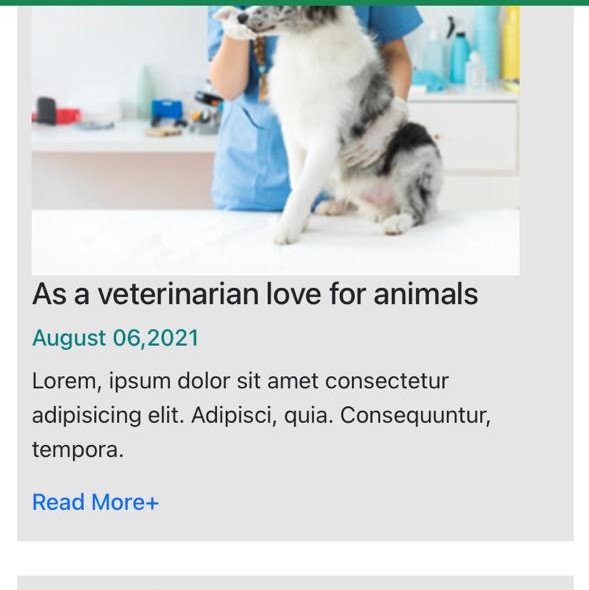 As a veterinarian love for animals
August 06,2021
Lorem, ipsum dolor sit amet consectetur
adipisicing elit. Adipisci, quia. Consequuntur,
tempora.
Read More+